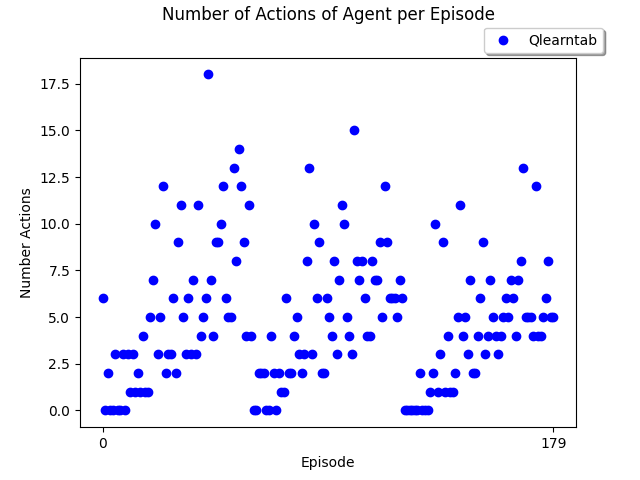 Number of Actions of Agent per Episode
Qlearntab
17.5
15.0
12.5
10.0
7.5
5.0
2.5
0.0
Number Actions
0
179
Episode